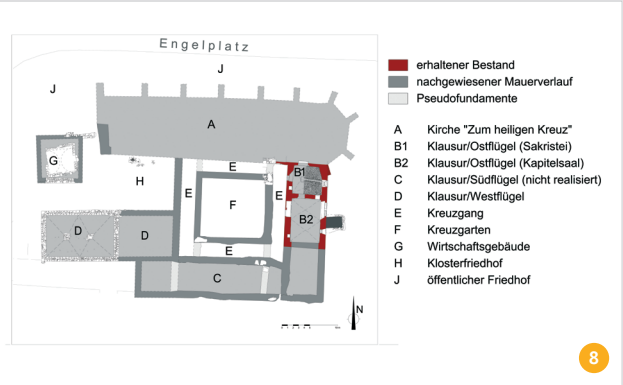 Engelplatz
J
J
A
G
H
E
E
F
E
E
B1
B2
D
D
C
N
erhaltener Bestand
nachgewiesener Mauerverlauf
Pseudofundamente
A Kirche "Zum heiligen Kreuz"
B1 Klausur/Ostflügel (Sakristei)
B2 Klausur/Ostflügel (Kapitelsaal)
C Klausur/Südflügel (nicht realisiert)
D Klausur/Westflügel
E Kreuzgang
F Kreuzgarten
G Wirtschaftsgebäude
H Klosterfriedhof
J öffentlicher Friedhof
8